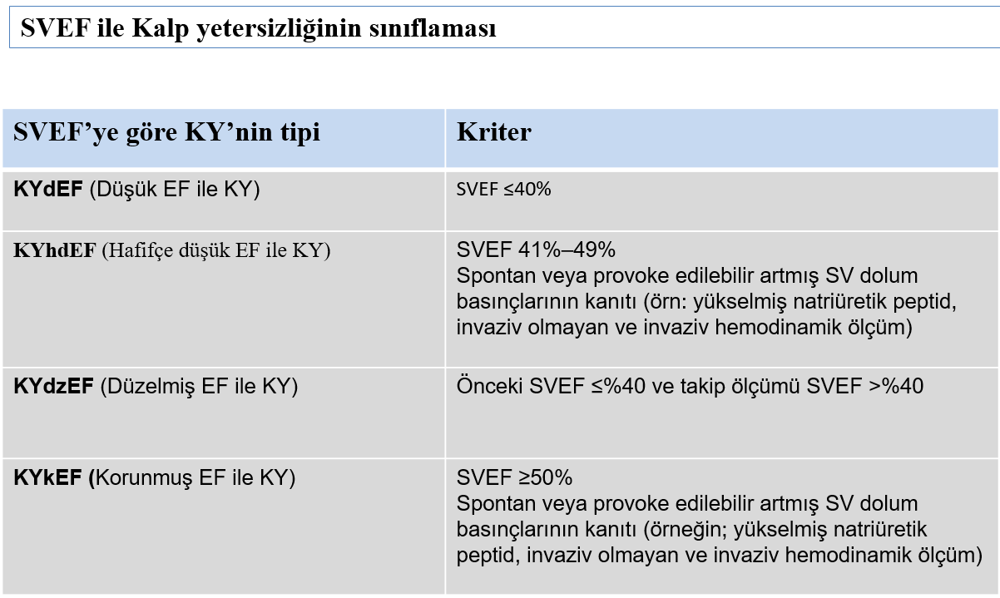 SVEF ile Kalp yetersizliğinin sınıflaması
SVEF’ye göre KY’nin tipi
Kriter
KYdEF (Düşük EF ile KY)
SVEF ≤40%
KYhdEF (Hafifçe düşük EF ile KY)
SVEF 41%–49%
Spontan veya provoke edilebilir artmış SV dolum
basınçlarının kanıtı (örn: yükselmiş natriüretik peptid,
invaziv olmayan ve invaziv hemodinamik ölçüm)
KYdzEF (Düzelmiş EF ile KY)
Önceki SVEF ≤%40 ve takip ölçümü SVEF >%40
KYkEF (Korunmuş EF ile KY)
SVEF ≥50%
Spontan veya provoke edilebilir artmış SV dolum
basınçlarının kanıtı (örneğin; yükselmiş natriüretik
peptid, invaziv olmayan ve invaziv hemodinamik ölçüm)